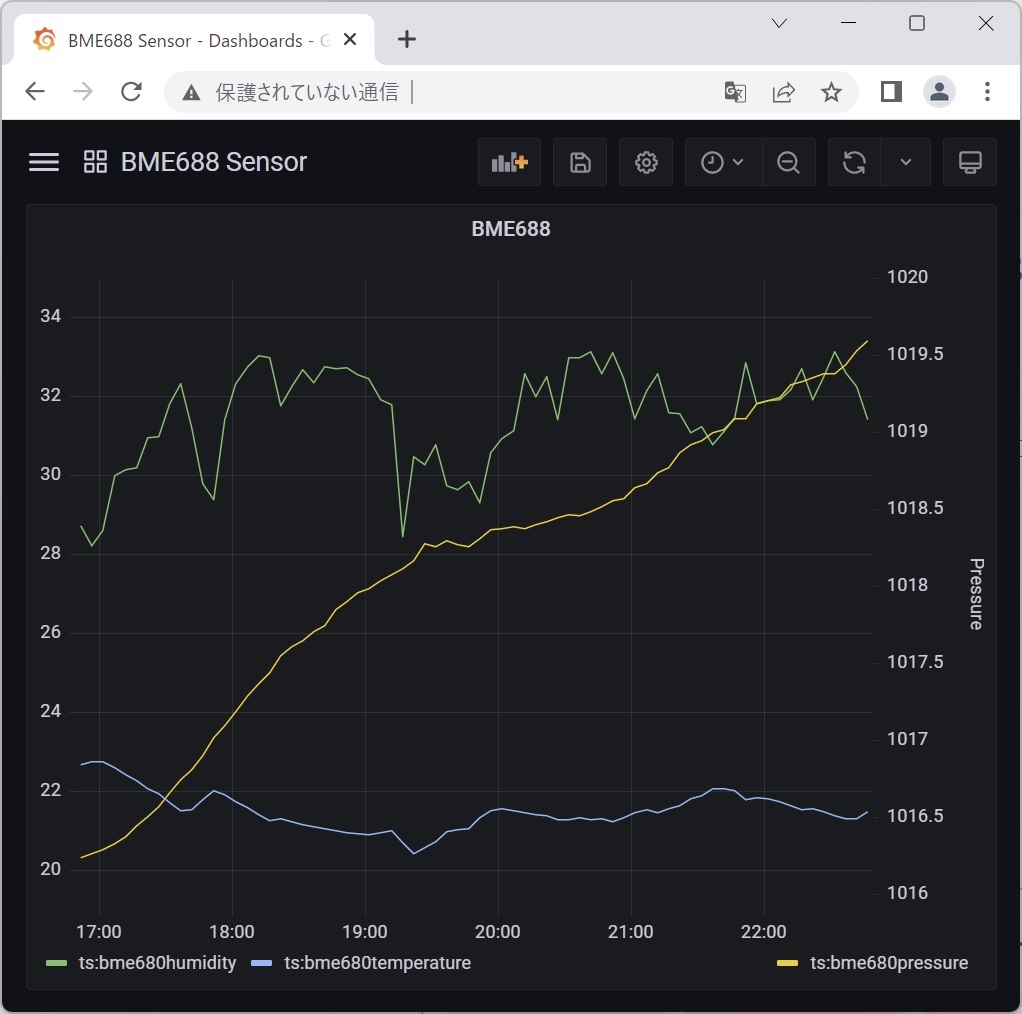 BME688 Sensor - Dashboards - G
保護されていない通信
BME688 Sensor
BME688
34
32
30
28
26
24
22
20
1020
1019.5
1019
1018.5
1018
1017.5
1017
1016.5
1016
Pressure
17:00 18:00 19:00 20:00 21:00 22:00
ts:bme680humidity ts:bme680temperature ts:bme680pressure